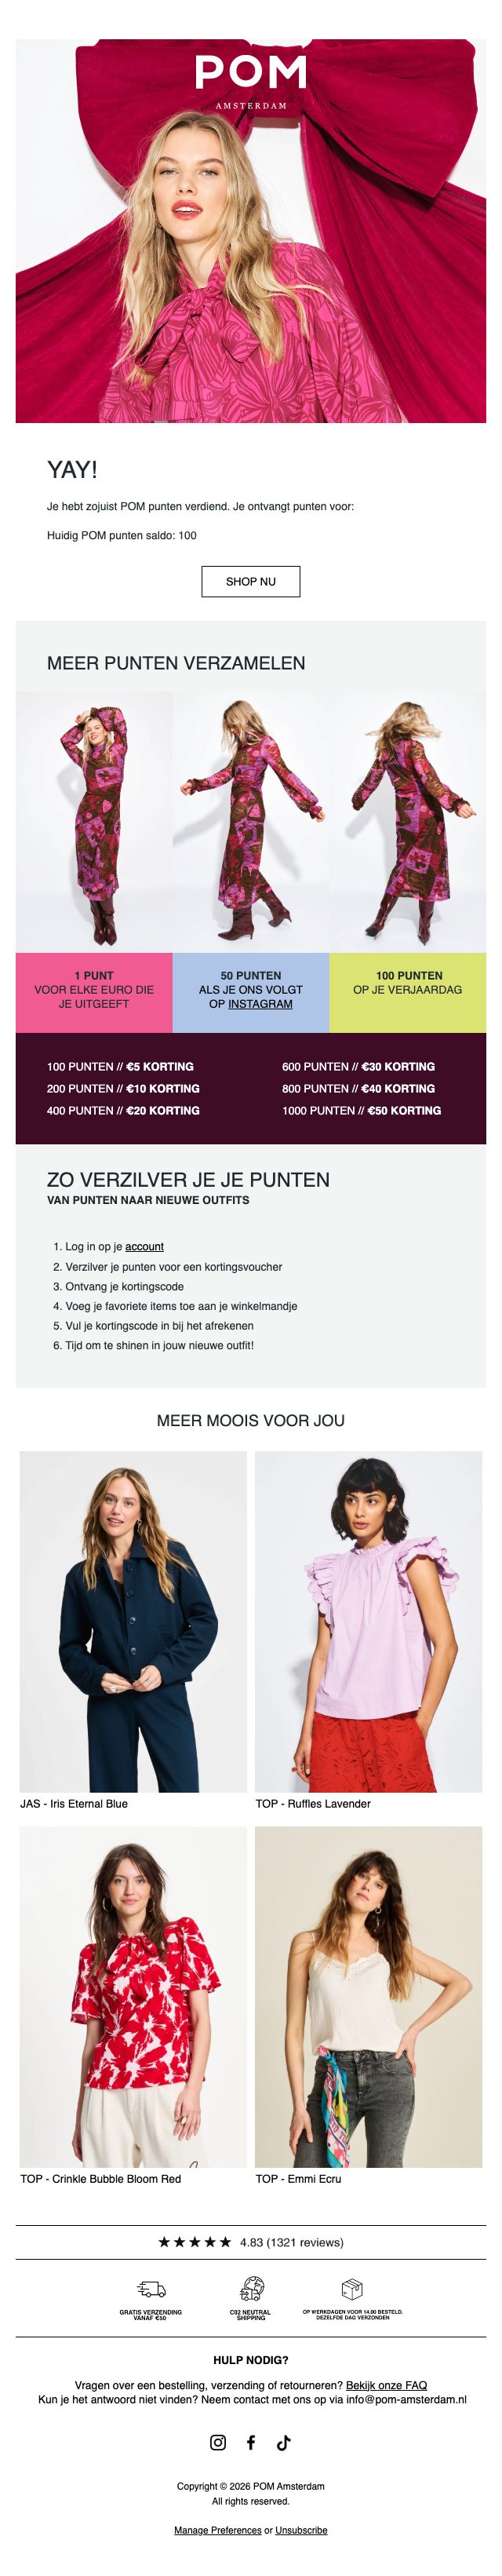 POM
AMSTERDAM
YAY!
Je hebt zojuist POM punten verdiend. Je ontvangt punten voor:
Huidig POM punten saldo: 100
SHOP NU
MEER PUNTEN VERZAMELEN
1 PUNT
VOOR ELKE EURO DIE
JE UITGEEFT
50 PUNTEN
ALS JE ONS VOLGT
OP INSTAGRAM
100 PUNTEN
OP JE VERJAARDAG
100 PUNTEN // €5 KORTING
200 PUNTEN // €10 KORTING
400 PUNTEN // €20 KORTING
600 PUNTEN // €30 KORTING
800 PUNTEN // €40 KORTING
1000 PUNTEN // €50 KORTING
ZO VERZILVER JE JE PUNTEN
VAN PUNTEN NAAR NIEUWE OUTFITS
1. Log in op je account
2. Verzilver je punten voor een kortingsvoucher
3. Ontvang je kortingscode
4. Voeg je favoriete items toe aan je winkelmandje
5. Vul je kortingscode in bij het afrekenen
6. Tijd om te shinen in jouw nieuwe outfit!
MEER MOOIS VOOR JOU
JAS - Iris Eternal Blue
TOP - Ruffles Lavender
TOP - Crinkle Bubble Bloom Red
TOP - Emmi Ecru
4.83 (1321 reviews)
GRATIS VERZENDING
VANAF €50
C02 NEUTRAL
SHIPPING
OP WERKDAGEN VOOR 14.00 BESTELD,
DEZELFDE DAG VERZONDEN
HULP NODIG?
Vragen over een bestelling, verzending of retourneren? Bekijk onze FAQ
Kun je het antwoord niet vinden? Neem contact met ons op via info@pom-amsterdam.nl
Copyright © 2026 POM Amsterdam
All rights reserved.
Manage Preferences or Unsubscribe